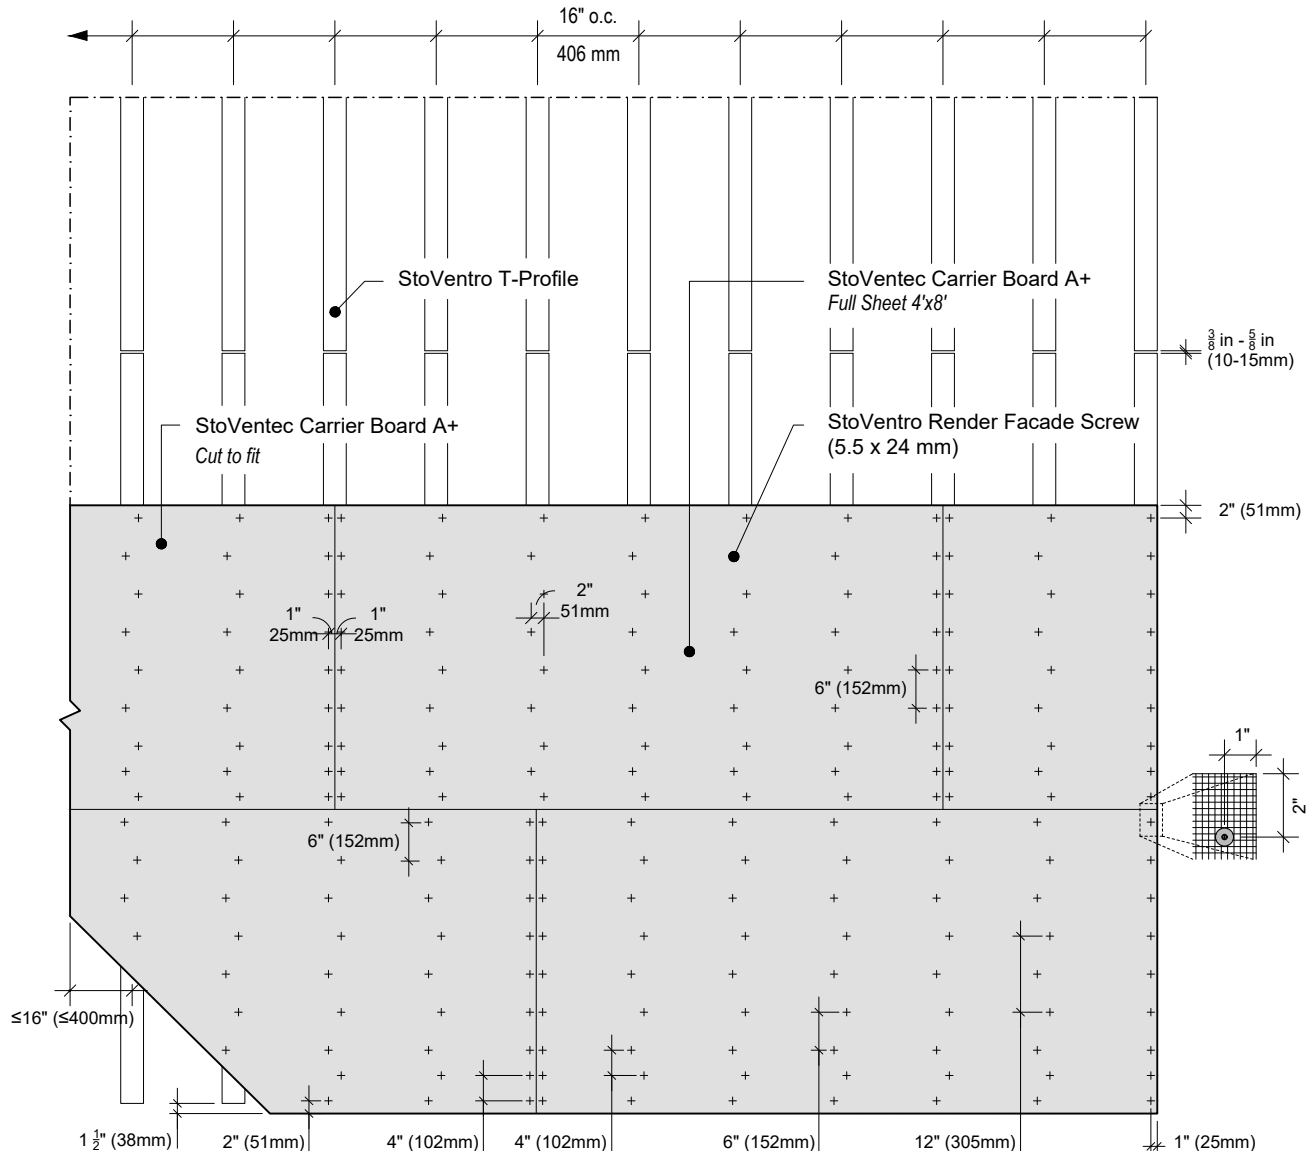 16" o.c.
406 mm
StoVentro T-Profile
StoVentec Carrier Board A+
Full Sheet 4'x8'
3/8 in - 5/8 in
(10-15mm)
StoVentec Carrier Board A+
Cut to fit
StoVentro Render Facade Screw
(5.5 x 24 mm)
2" (51mm)
1"
25mm
1"
25mm
2"
51mm
6" (152mm)
1"
2"
6" (152mm)
≤16" (≤400mm)
1 1/2" (38mm)
2" (51mm)
4" (102mm)
4" (102mm)
6" (152mm)
12" (305mm)
1" (25mm)